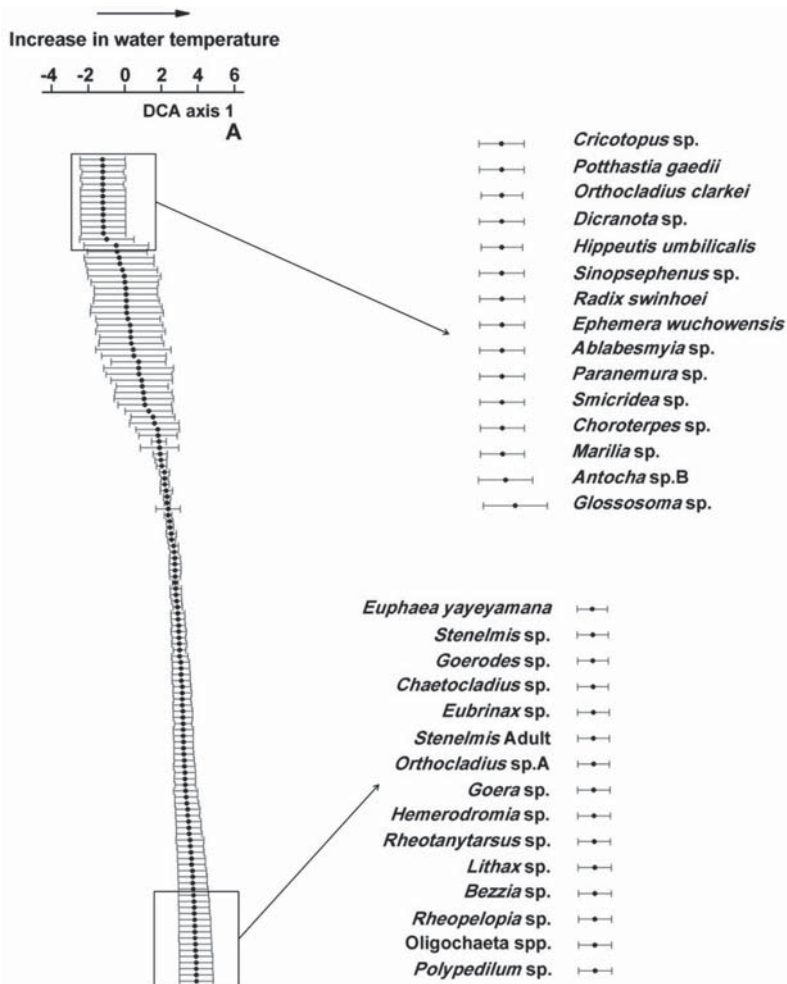 Increase in water temperature
-4 -2 0 2 4 6
DCA axis 1
A
Cricotopus sp.
Potthastia gaedii
Orthocladius clarkei
Dicranota sp.
Hippeutis umbilicalis
Sinopsephenus sp.
Radix swinhoei
Ephemera wuchowensis
Ablabesmyia sp.
Paranemura sp.
Smicridea sp.
Choroterpes sp.
Marilia sp.
Antocha sp.B
Glossosoma sp.
Euphaea yayeyamana
Stenelmis sp.
Goerodes sp.
Chaetocladius sp.
Eubrinax sp.
Stenelmis Adult
Orthocladius sp.A
Goera sp.
Hemerodromia sp.
Rheotanytarsus sp.
Lithax sp.
Bezzia sp.
Rheopelopia sp.
Oligochaeta spp.
Polypedilum sp.